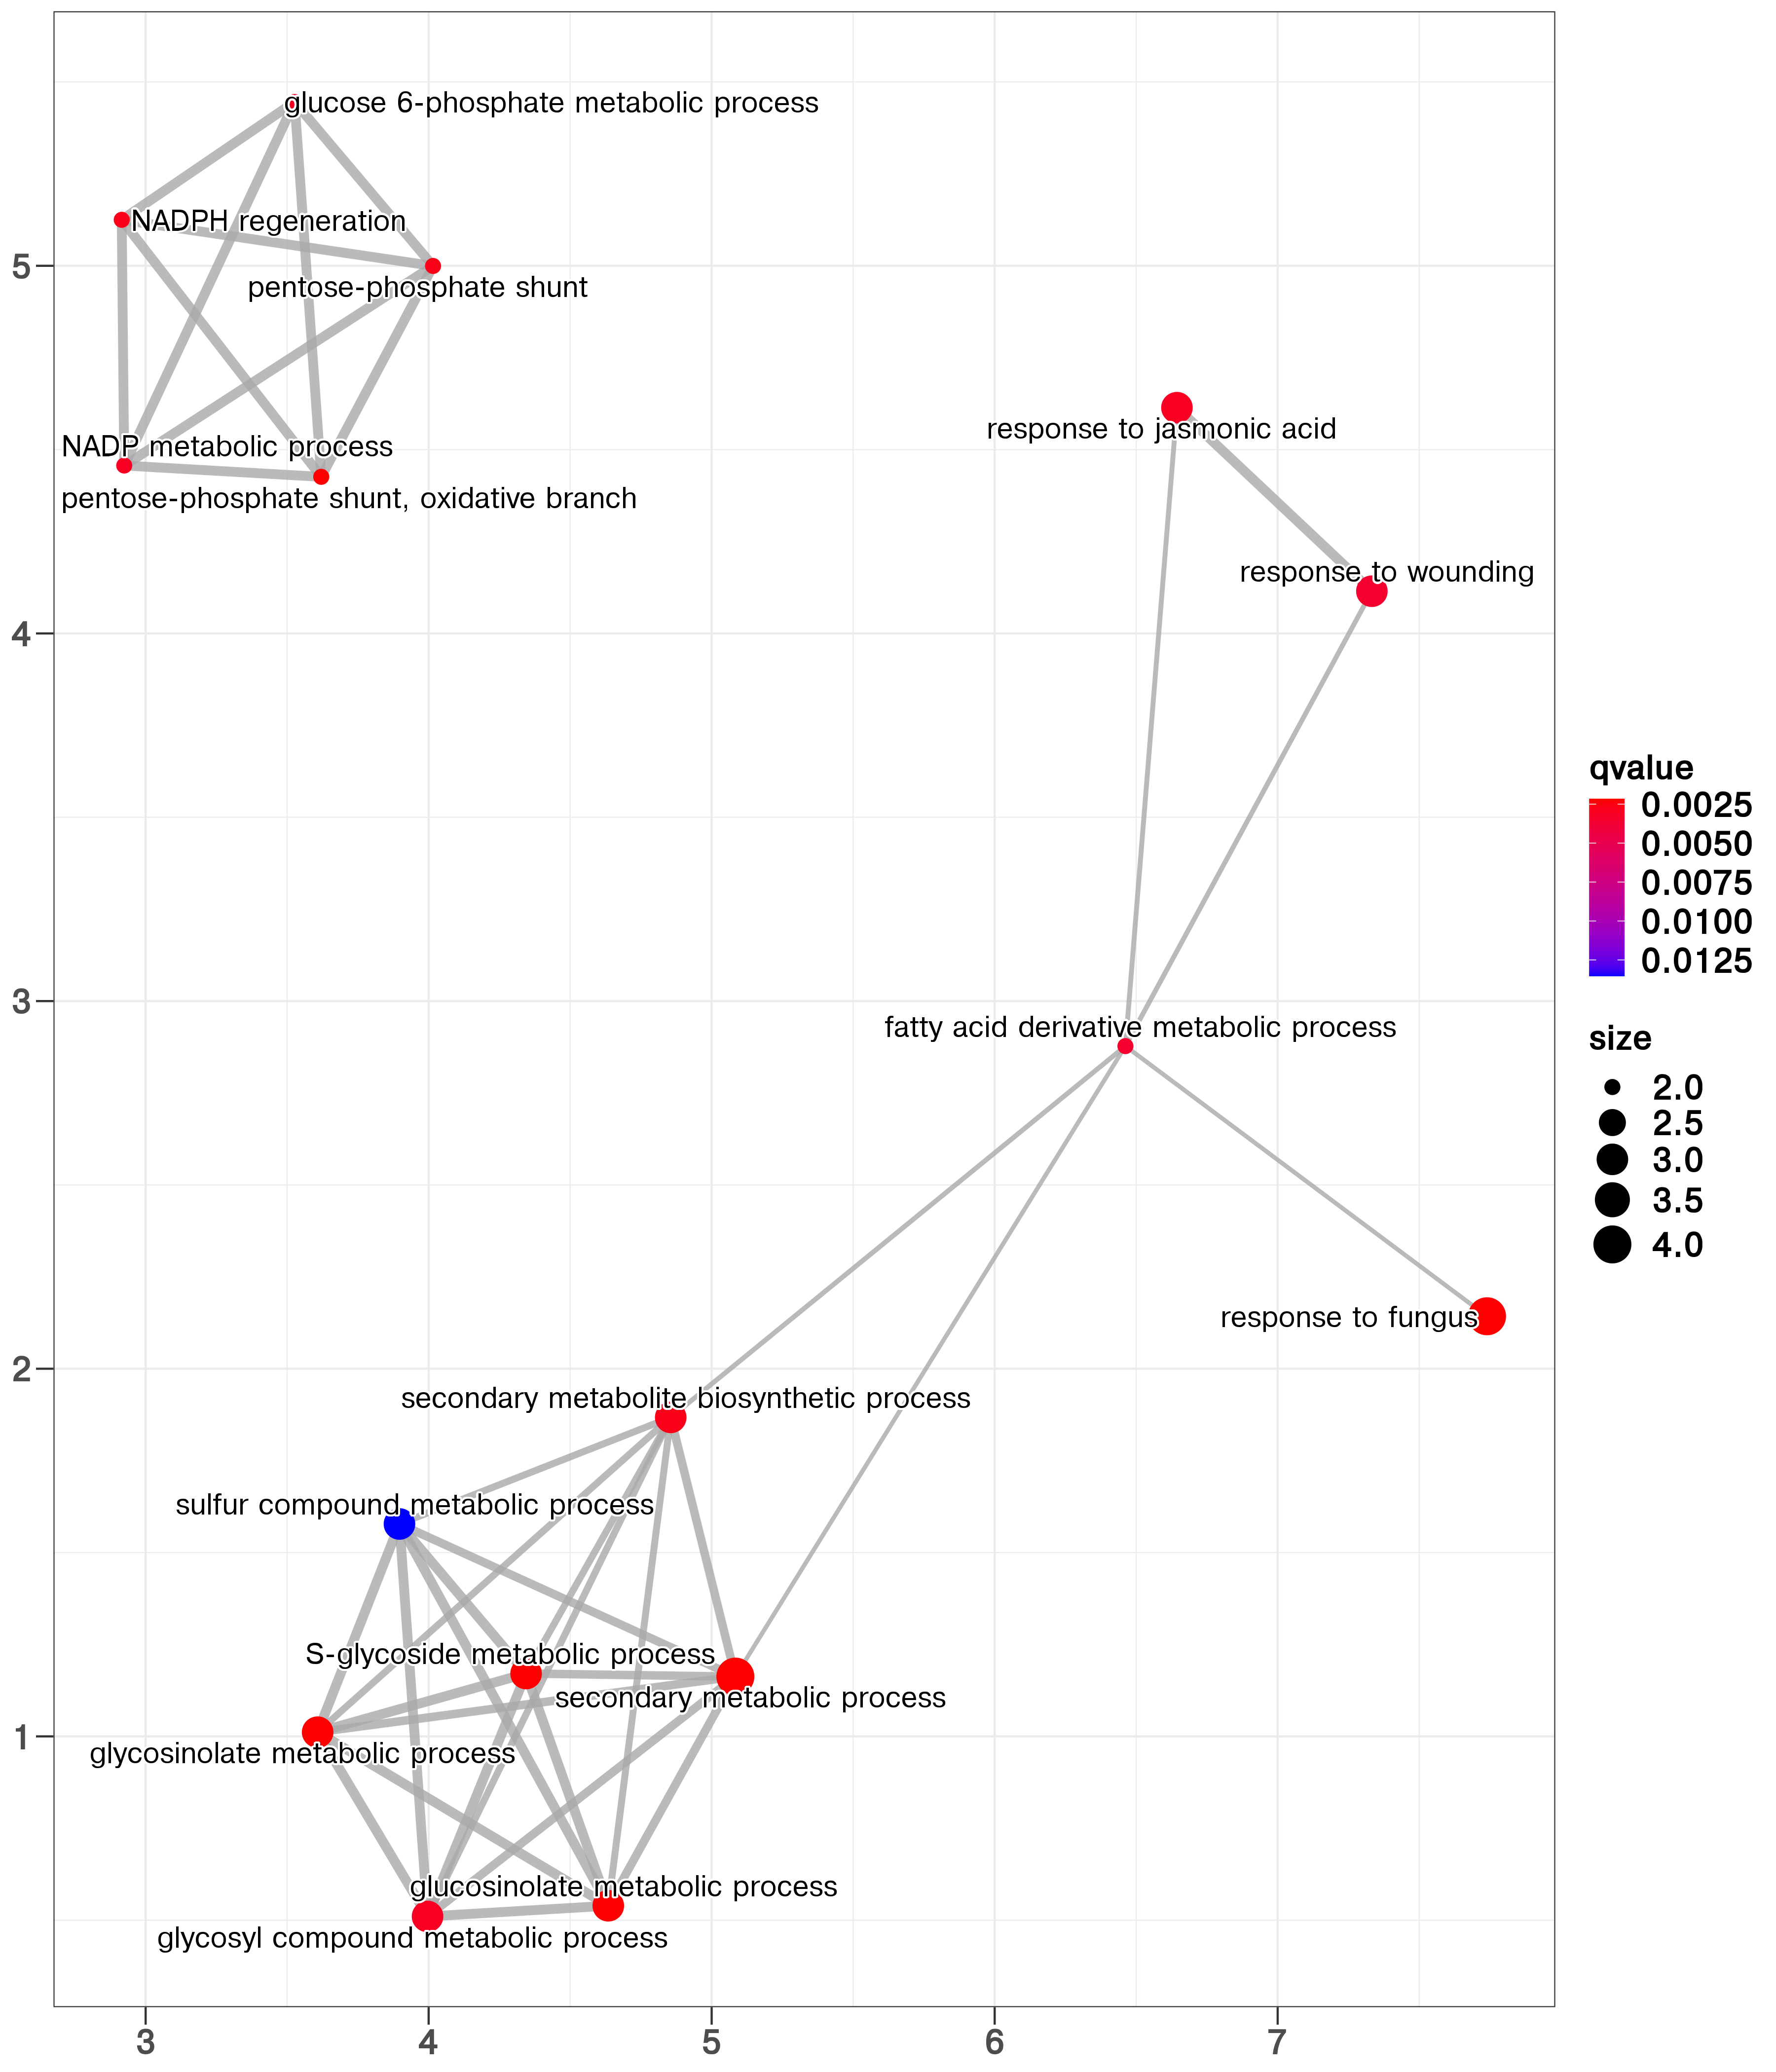 glucose 6-phosphate metabolic process
NADPH regeneration
5
pentose-phosphate shunt
response to jasmonic acid
NADP metabolic process
pentose-phosphate shunt, oxidative branch
response to wounding
4
qvalue
0.0025
0.0050
0.0075
0.0100
0.0125
3
fatty acid derivative metabolic process
size
2.0
2.5
3.0
3.5
4.0
response to fungus
2
secondary metabolite biosynthetic process
sulfur compound metabolic process
S-glycoside metabolic process
secondary metabolic process
1
glycosinolate metabolic process
glucosinolate metabolic process
glycosyl compound metabolic process
3 4 5 6 7